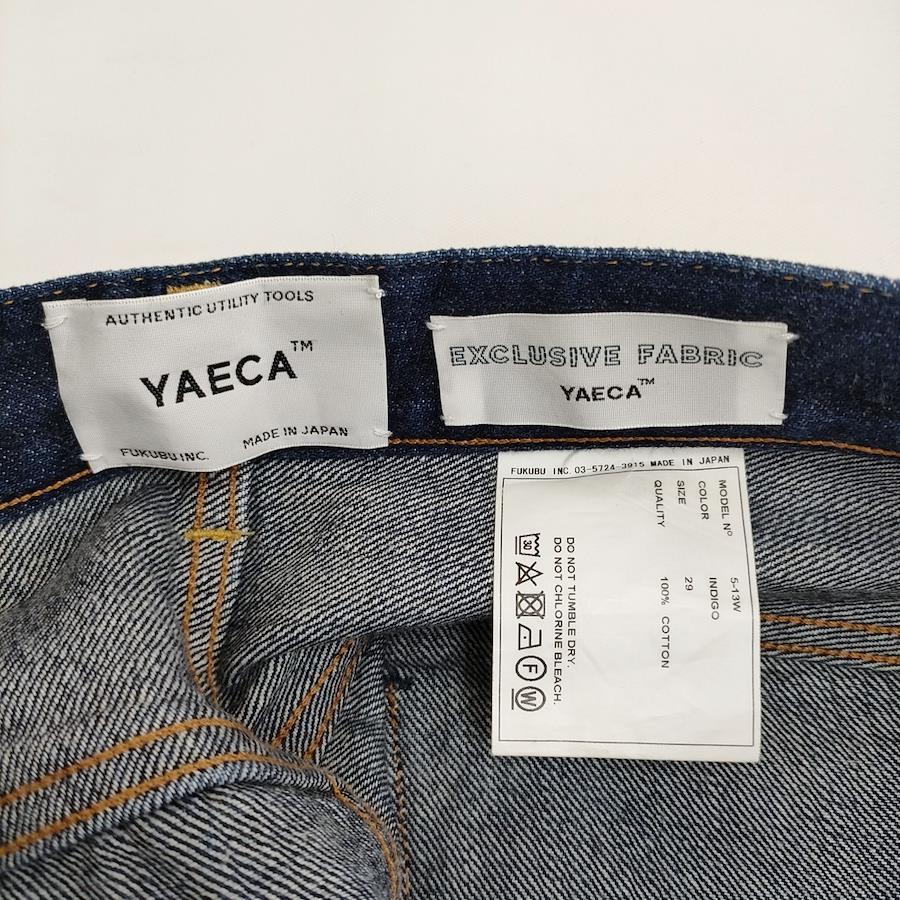 AUTHENTIC UTILITY TOOLS
YAECA™
FUKUBU INC. MADE IN JAPAN
EXCLUSIVE FABRIC
YAECA™
FUKUBU INC. 03-5724-3915 MADE IN JAPAN
MODEL Nº 5-13W
COLOR INDIGO
SIZE 29
QUALITY 100% COTTON
DO NOT TUMBLE DRY.
DO NOT CHLORINE BLEACH.
30
F
W